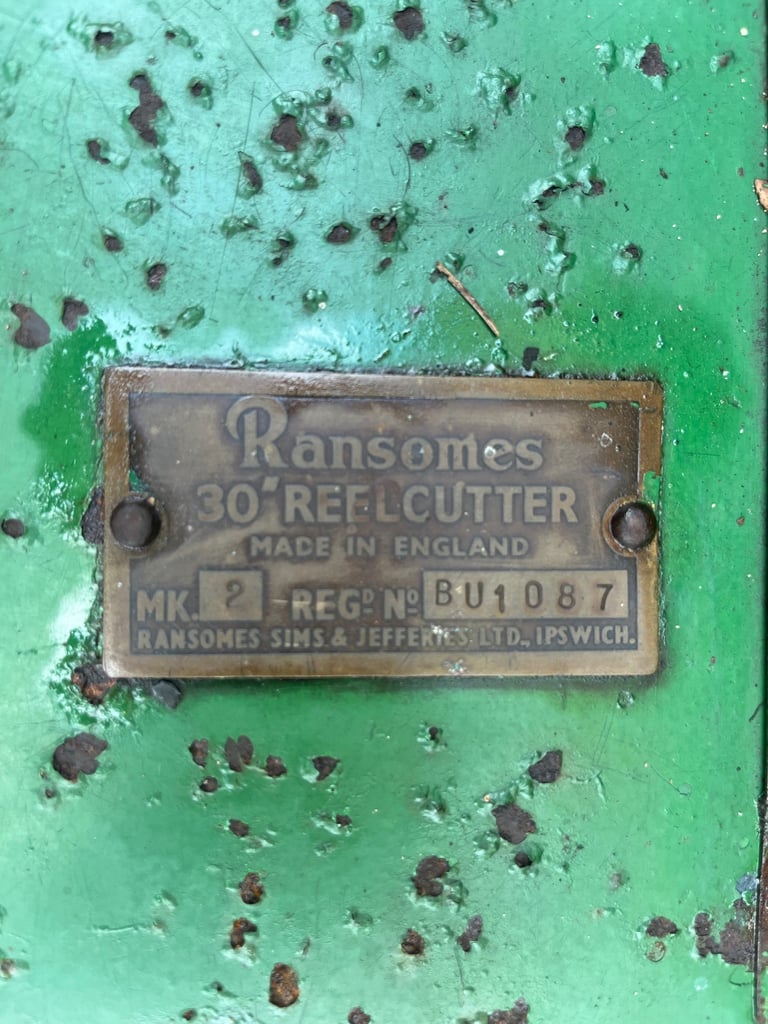 Ransomes
30" REELCUTTER
MADE IN ENGLAND
MK. 2 REGD No BU1087
RANSOMES SIMS & JEFFERIES LTD., IPSWICH.